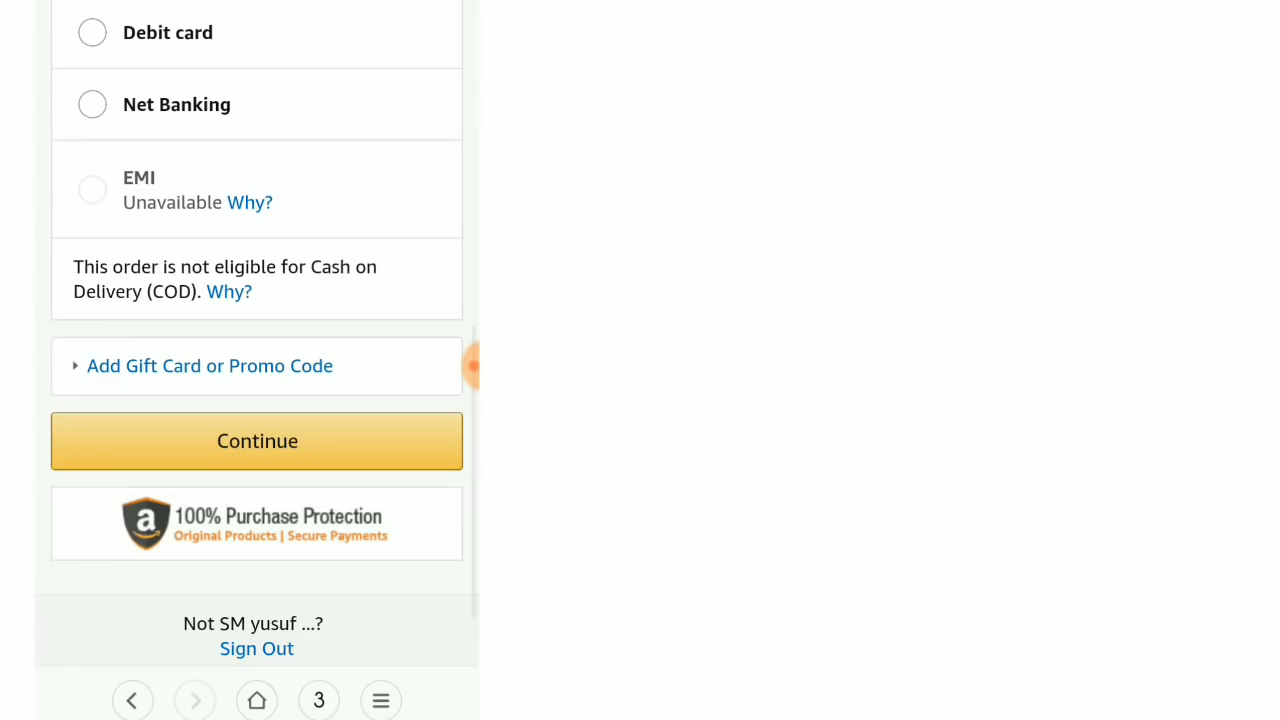 Debit card
Net Banking
EMI
Unavailable Why?
This order is not eligible for Cash on
Delivery (COD). Why?
Add Gift Card or Promo Code
Continue
a 100% Purchase Protection
Original Products | Secure Payments
Not SM yusuf ...?
Sign Out
3